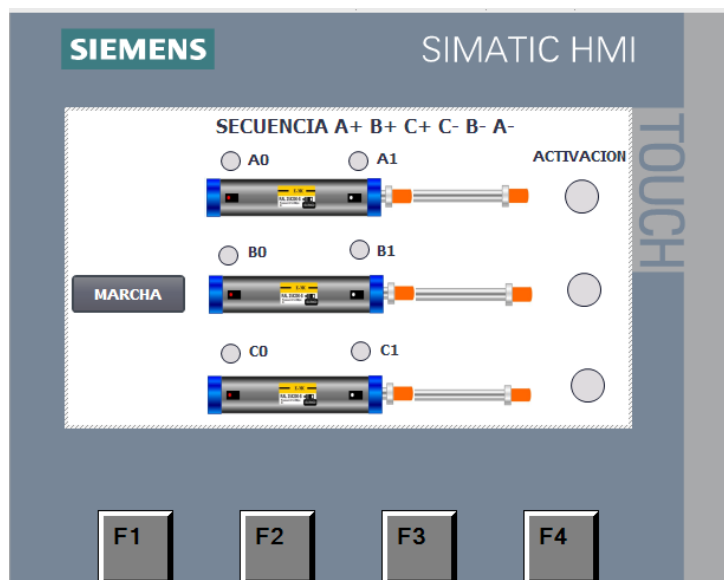 SIEMENS
SIMATIC HMI
TOUCH
SECUENCIA A+ B+ C+ C- B- A-
A0 A1 ACTIVACION
B0 B1
MARCHA
C0 C1
F1 F2 F3 F4